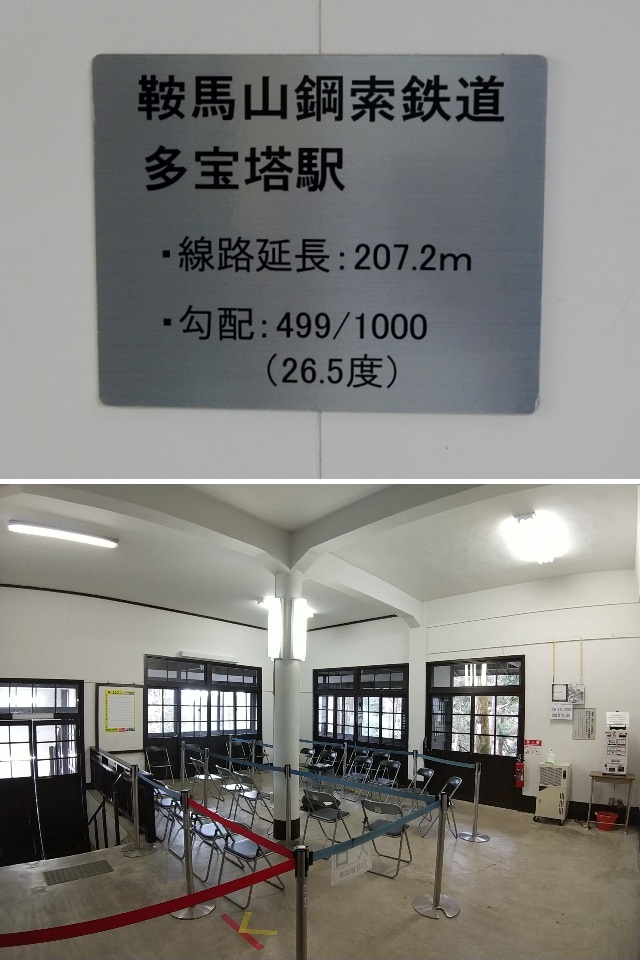 鞍馬山鋼索鉄道
多宝塔駅
・線路延長：207.2m
・勾配：499/1000
（26.5度）